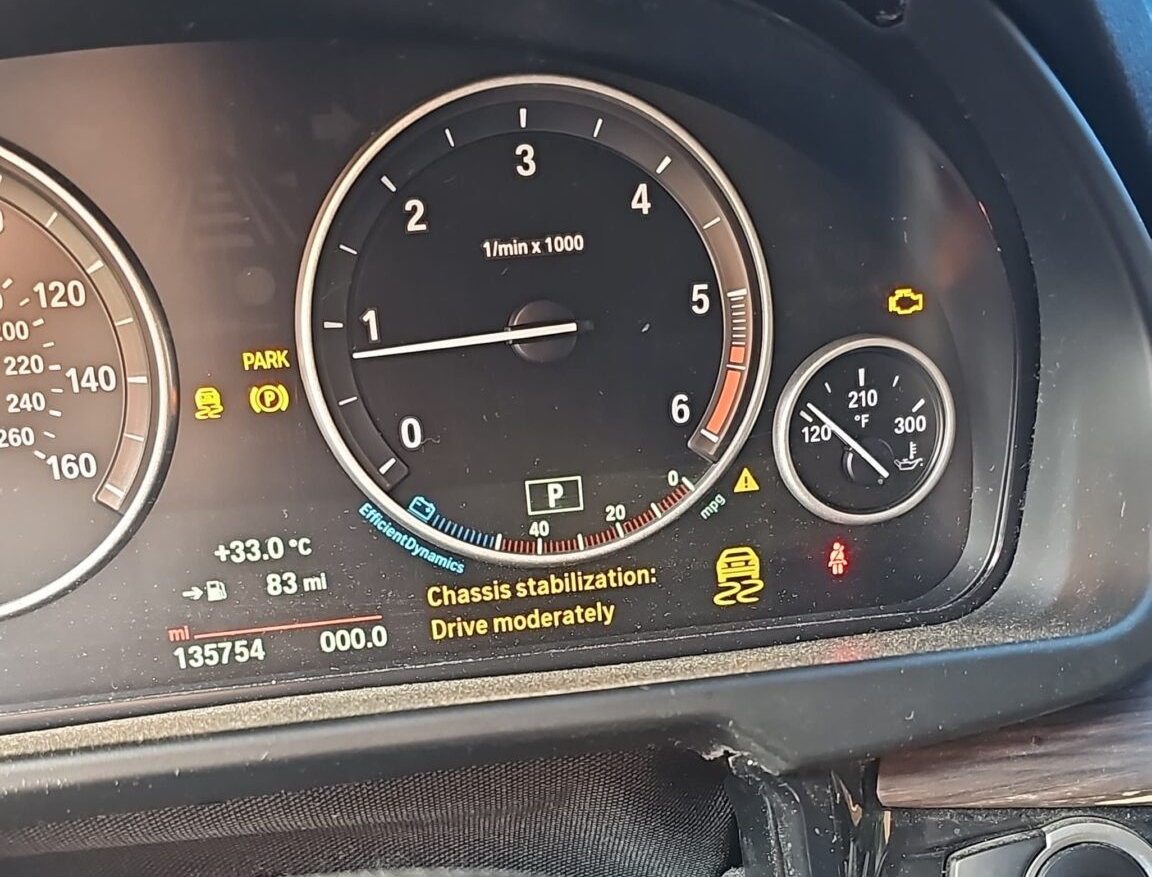 120
200
220
140
240
260
160
PARK
P
0
1
2
3
4
5
6
1/min x 1000
P
40
20
0
mpg
EfficientDynamics
120
210
°F
300
+33.0 °C
83 mi
mi
135754
000.0
Chassis stabilization:
Drive moderately